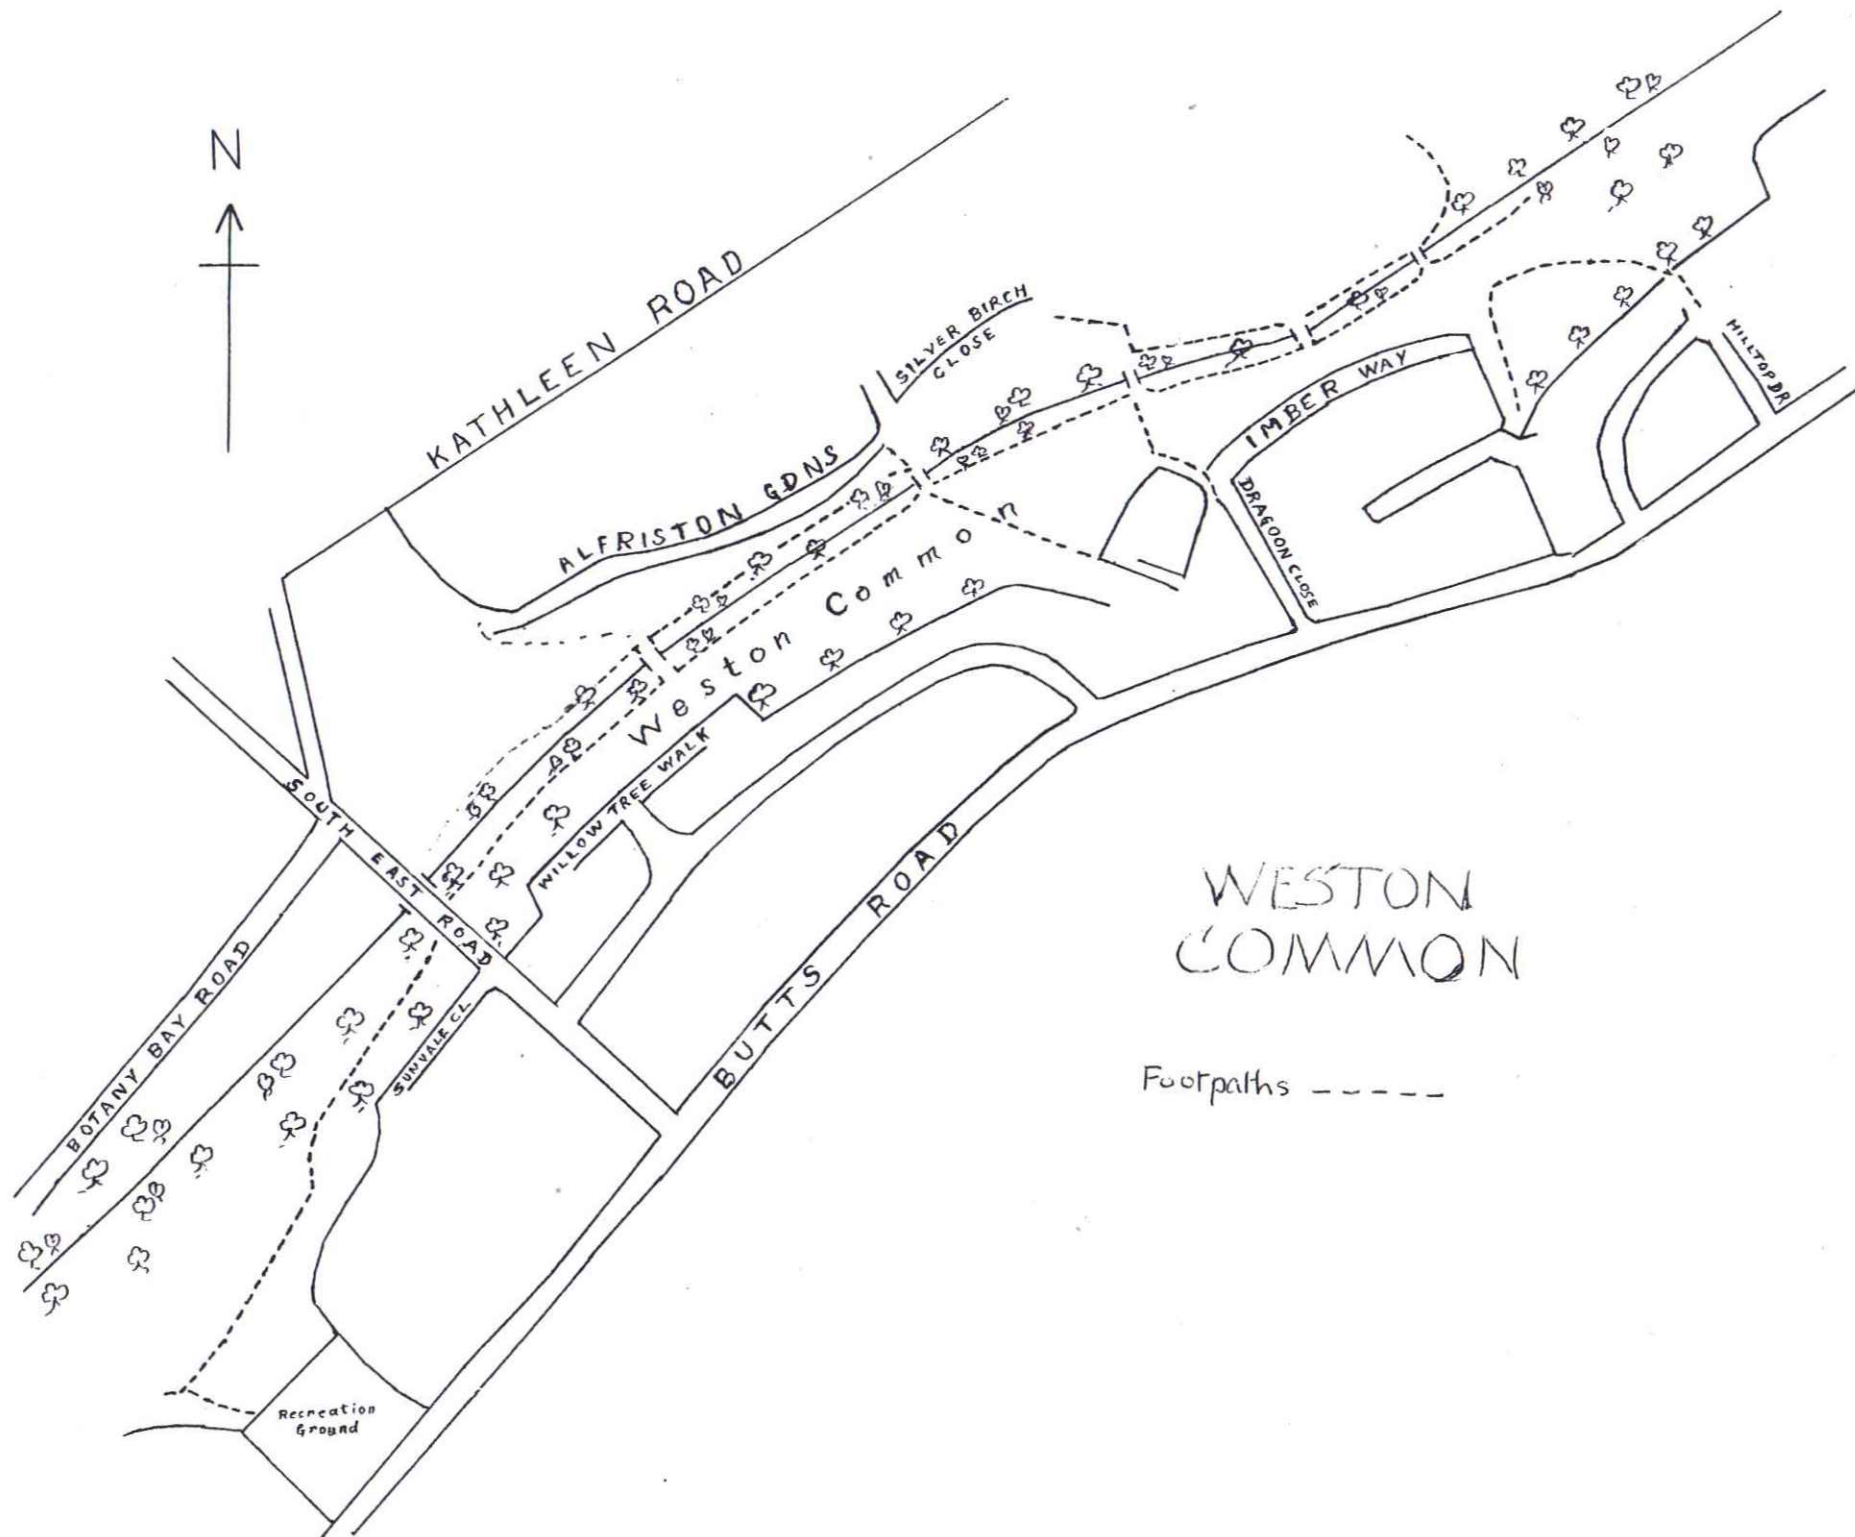 N
KATHLEEN ROAD
SILVER BIRCH
CLOSE
ALFRISTON GDNS
IMBER WAY
HILLTOP DR
DRAGOON CLOSE
Weston Common
WILLOW TREE WALK
SOUTH EAST ROAD
BOTANY BAY ROAD
SUNVALE CL
BUTTS ROAD
WESTON
COMMON
Footpaths
Recreation
Ground